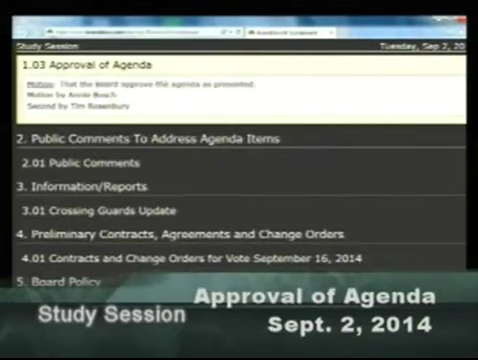 Study Session
Tuesday, Sep 2, 20
1.03 Approval of Agenda
Motion: That the Board approve the agenda as presented.
Motion by Annie Busch
Second by Tim Rosenbury
2. Public Comments To Address Agenda Items
2.01 Public Comments
3. Information/Reports
3.01 Crossing Guards Update
4. Preliminary Contracts, Agreements and Change Orders
4.01 Contracts and Change Orders for Vote September 16, 2014
5. Board Policy
Approval of Agenda
Study Session
Sept. 2, 2014